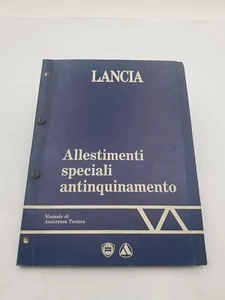 LANCIA
Allestimenti
speciali
antinquinamento
Manuale di
Assistenza Tecnica